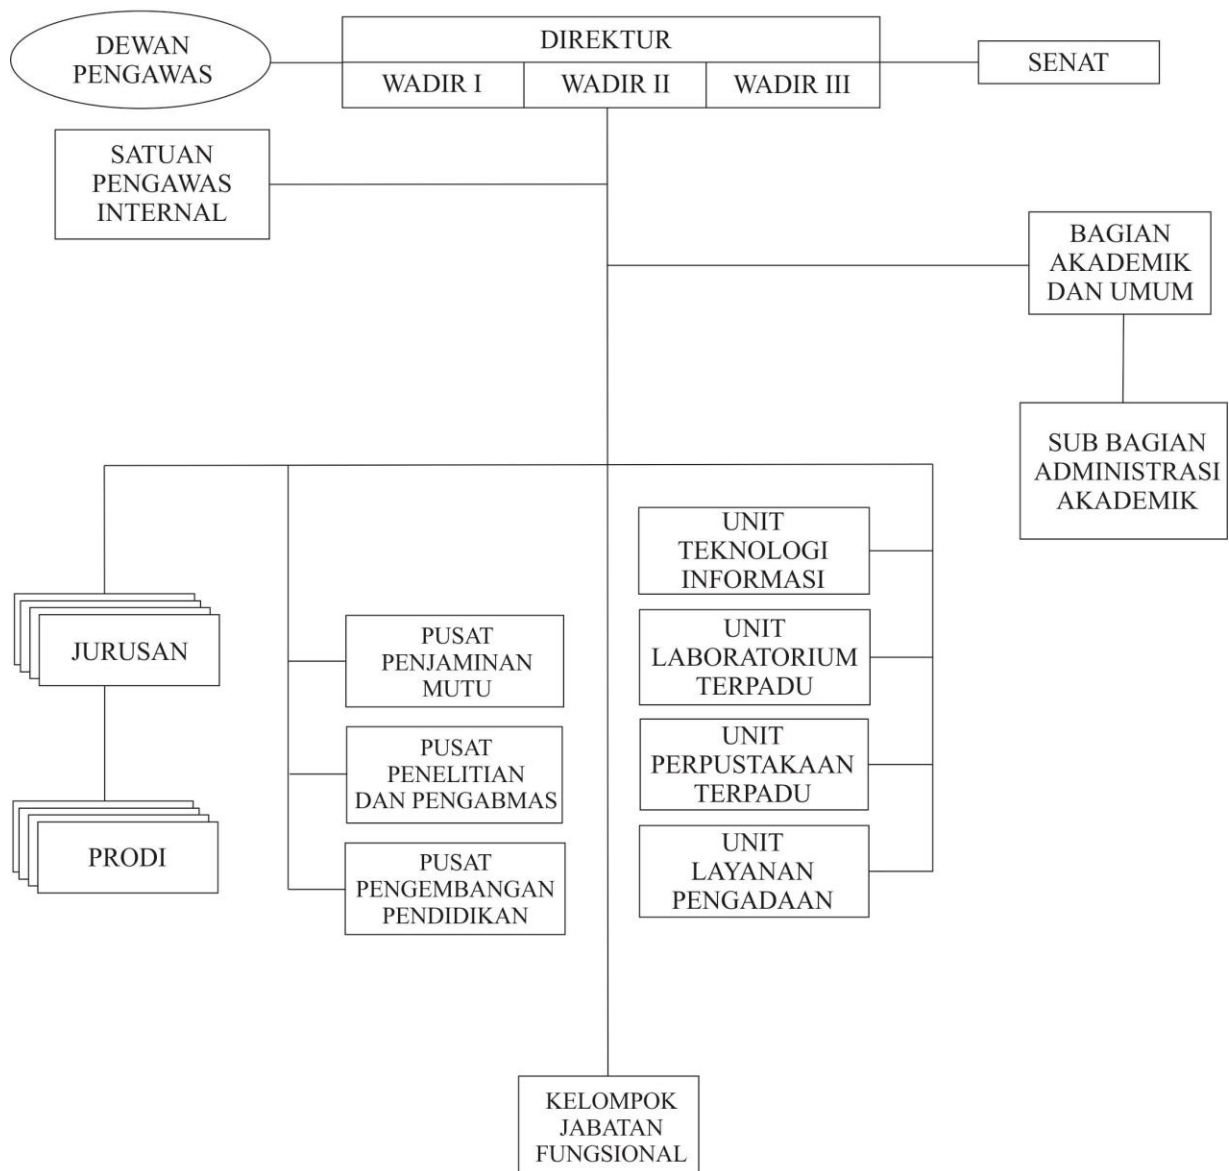 DEWAN
PENGAWAS
DIREKTUR
WADIR I
WADIR II
WADIR III
SENAT
SATUAN
PENGAWAS
INTERNAL
BAGIAN
AKADEMIK
DAN UMUM
SUB BAGIAN
ADMINISTRASI
AKADEMIK
JURUSAN
PRODI
PUSAT
PENJAMINAN
MUTU
PUSAT
PENELITIAN
DAN PENGABMAS
PUSAT
PENGEMBANGAN
PENDIDIKAN
UNIT
TEKNOLOGI
INFORMASI
UNIT
LABORATORIUM
TERPADU
UNIT
PERPUSTAKAAN
TERPADU
UNIT
LAYANAN
PENGADAAN
KELOMPOK
JABATAN
FUNGSIONAL